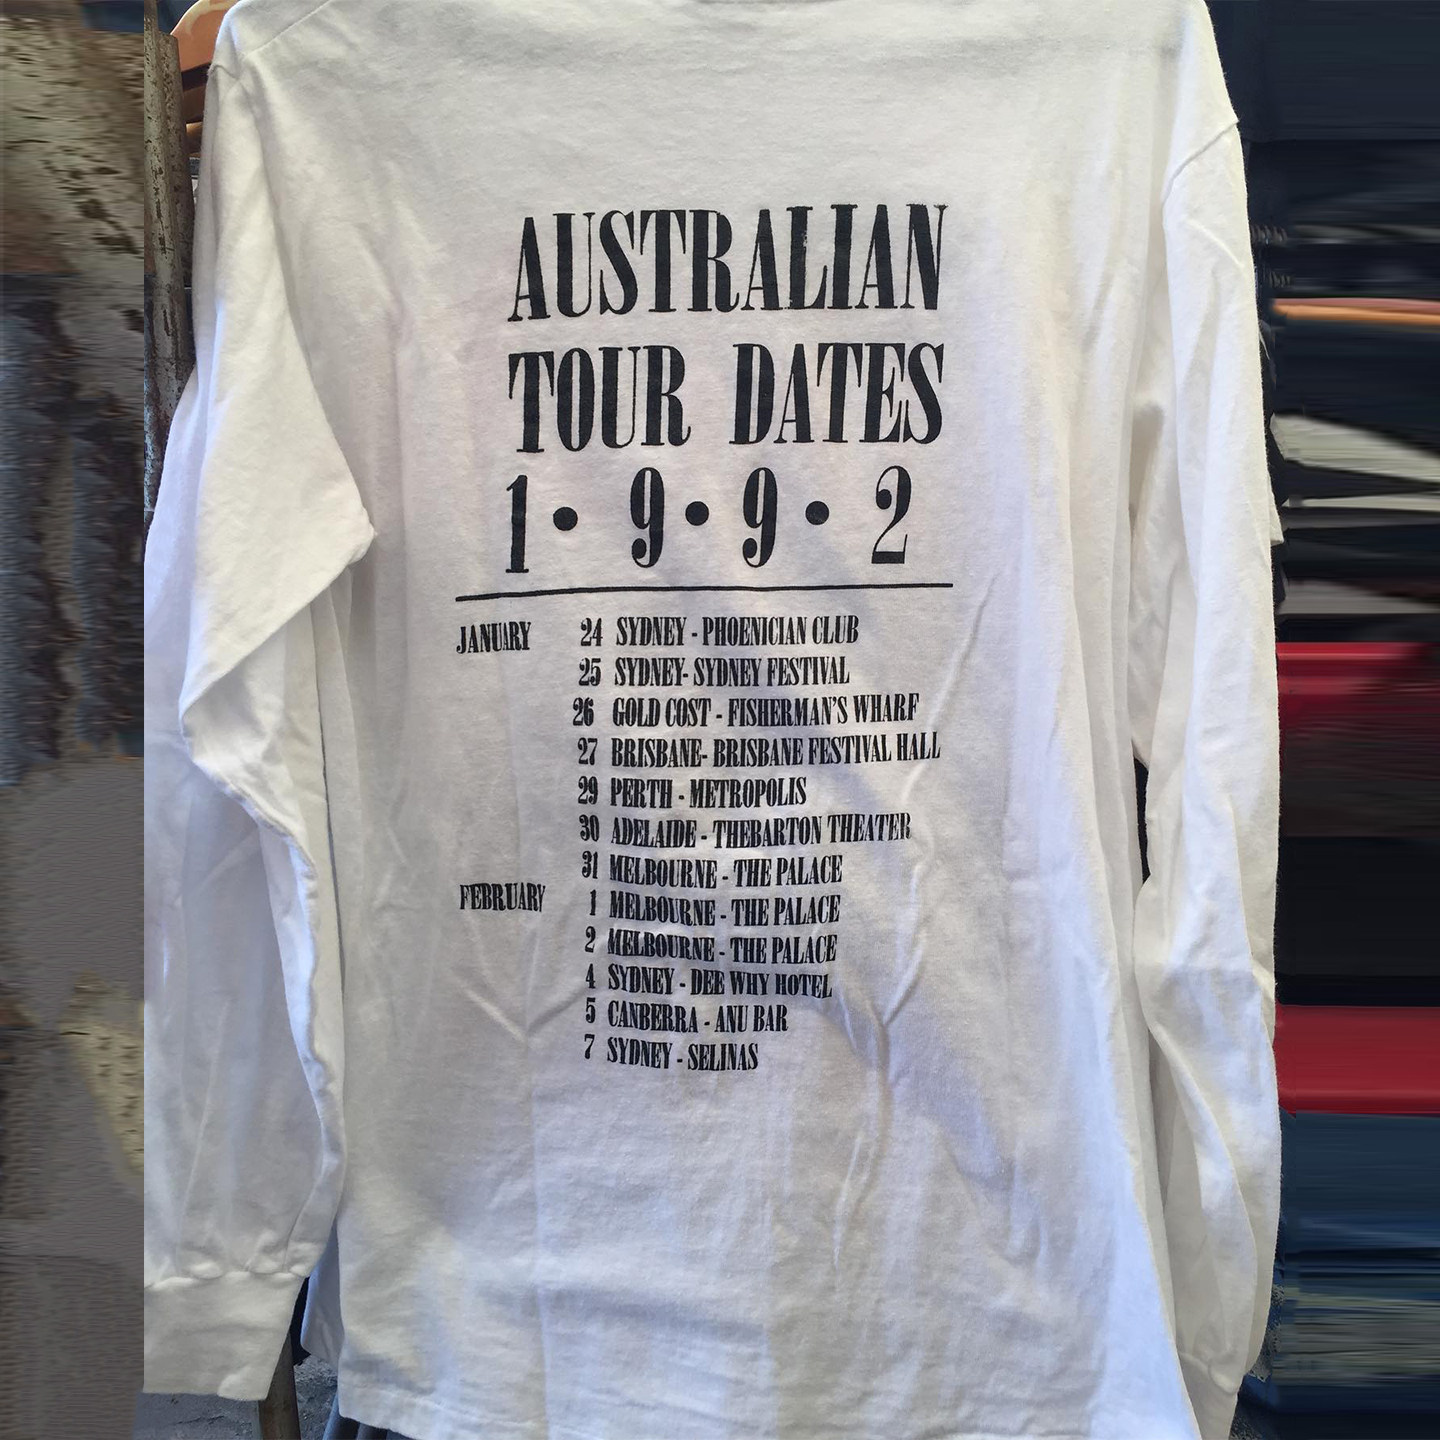 AUSTRALIAN
TOUR DATES
1 • 9 • 9 • 2
JANUARY 24 SYDNEY - PHOENICIAN CLUB
25 SYDNEY- SYDNEY FESTIVAL
26 GOLD COST - FISHERMAN'S WHARF
27 BRISBANE- BRISBANE FESTIVAL HALL
29 PERTH - METROPOLIS
30 ADELAIDE - THEBARTON THEATER
31 MELBOURNE - THE PALACE
FEBRUARY 1 MELBOURNE - THE PALACE
2 MELBOURNE - THE PALACE
4 SYDNEY - DEE WHY HOTEL
5 CANBERRA - ANU BAR
7 SYDNEY - SELINAS